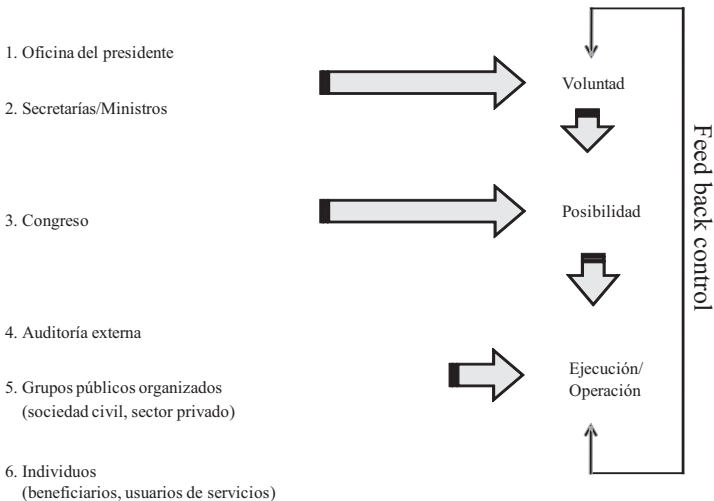 1. Oficina del presidente
2. Secretarías/Ministros
3. Congreso
4. Auditoría externa
5. Grupos públicos organizados
(sociedad civil, sector privado)
6. Individuos
(beneficiarios, usuarios de servicios)
Voluntad
Posibilidad
Ejecución/
Operación
Feed back control